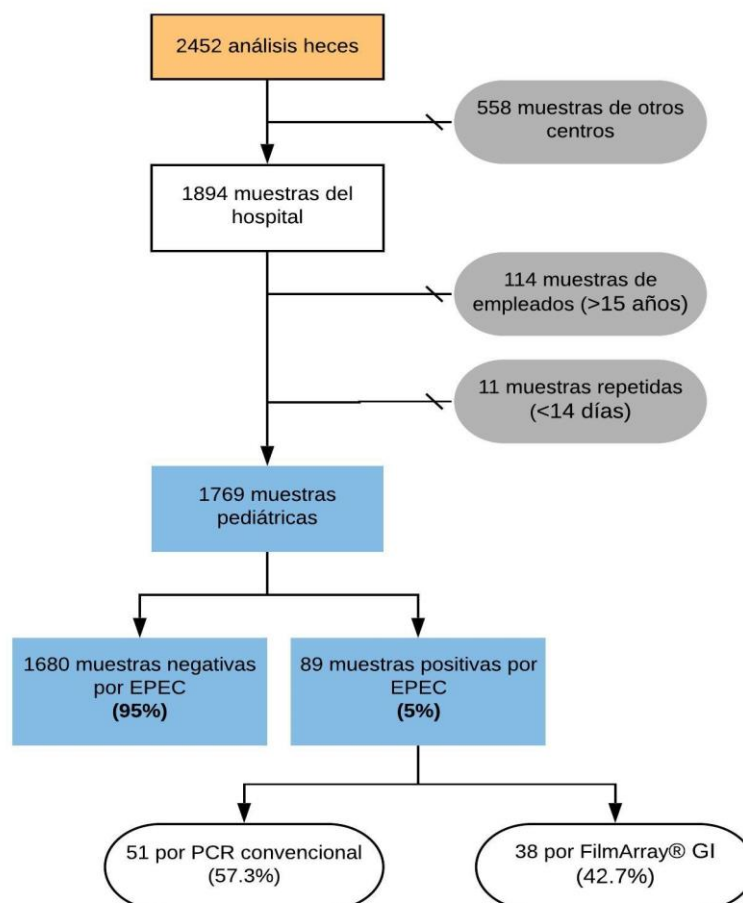 2452 análisis heces
558 muestras de otros
centros
1894 muestras del
hospital
114 muestras de
empleados (>15 años)
11 muestras repetidas
(<14 días)
1769 muestras
pediátricas
1680 muestras negativas
por EPEC
(95%)
89 muestras positivas por
EPEC
(5%)
51 por PCR convencional
(57.3%)
38 por FilmArray® GI
(42.7%)